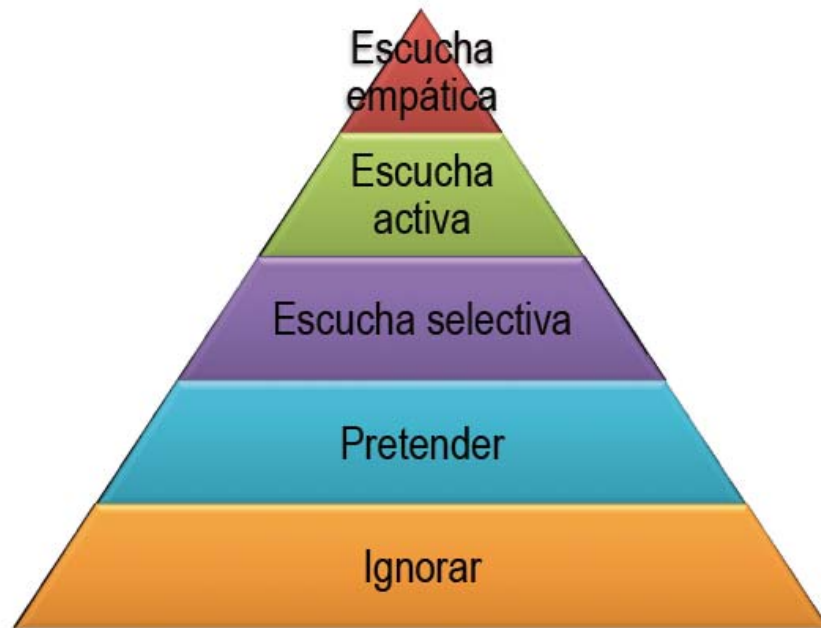 Escucha
empática
Escucha
activa
Escucha selectiva
Pretender
Ignorar